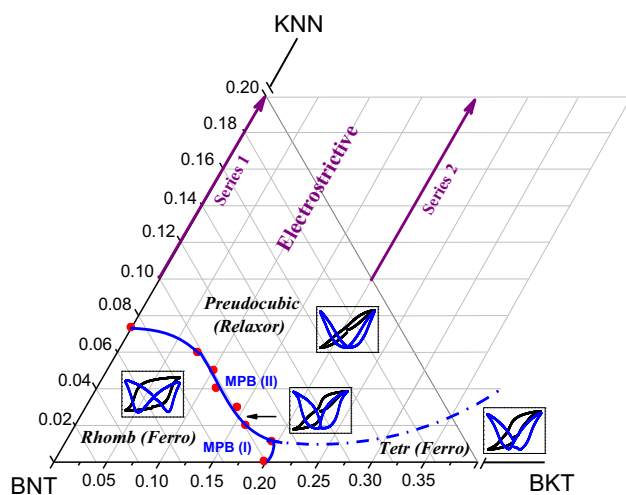 KNN
0.20
0.18
0.16
0.14
0.12
0.10
0.08
0.06
0.04
0.02
Series 1
Electrostrictive
Series 2
Preudocubic
(Relaxor)
MPB (II)
Rhomb (Ferro)
MPB (I)
Tetr (Ferro)
BNT
0.05 0.10 0.15 0.20 0.25 0.30 0.35
BKT